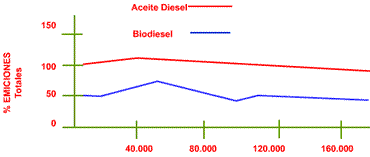 Aceite Diesel
Biodiesel
% EMICIONES
Totales
150
100
50
0
40.000
80.000
120.000
160.000